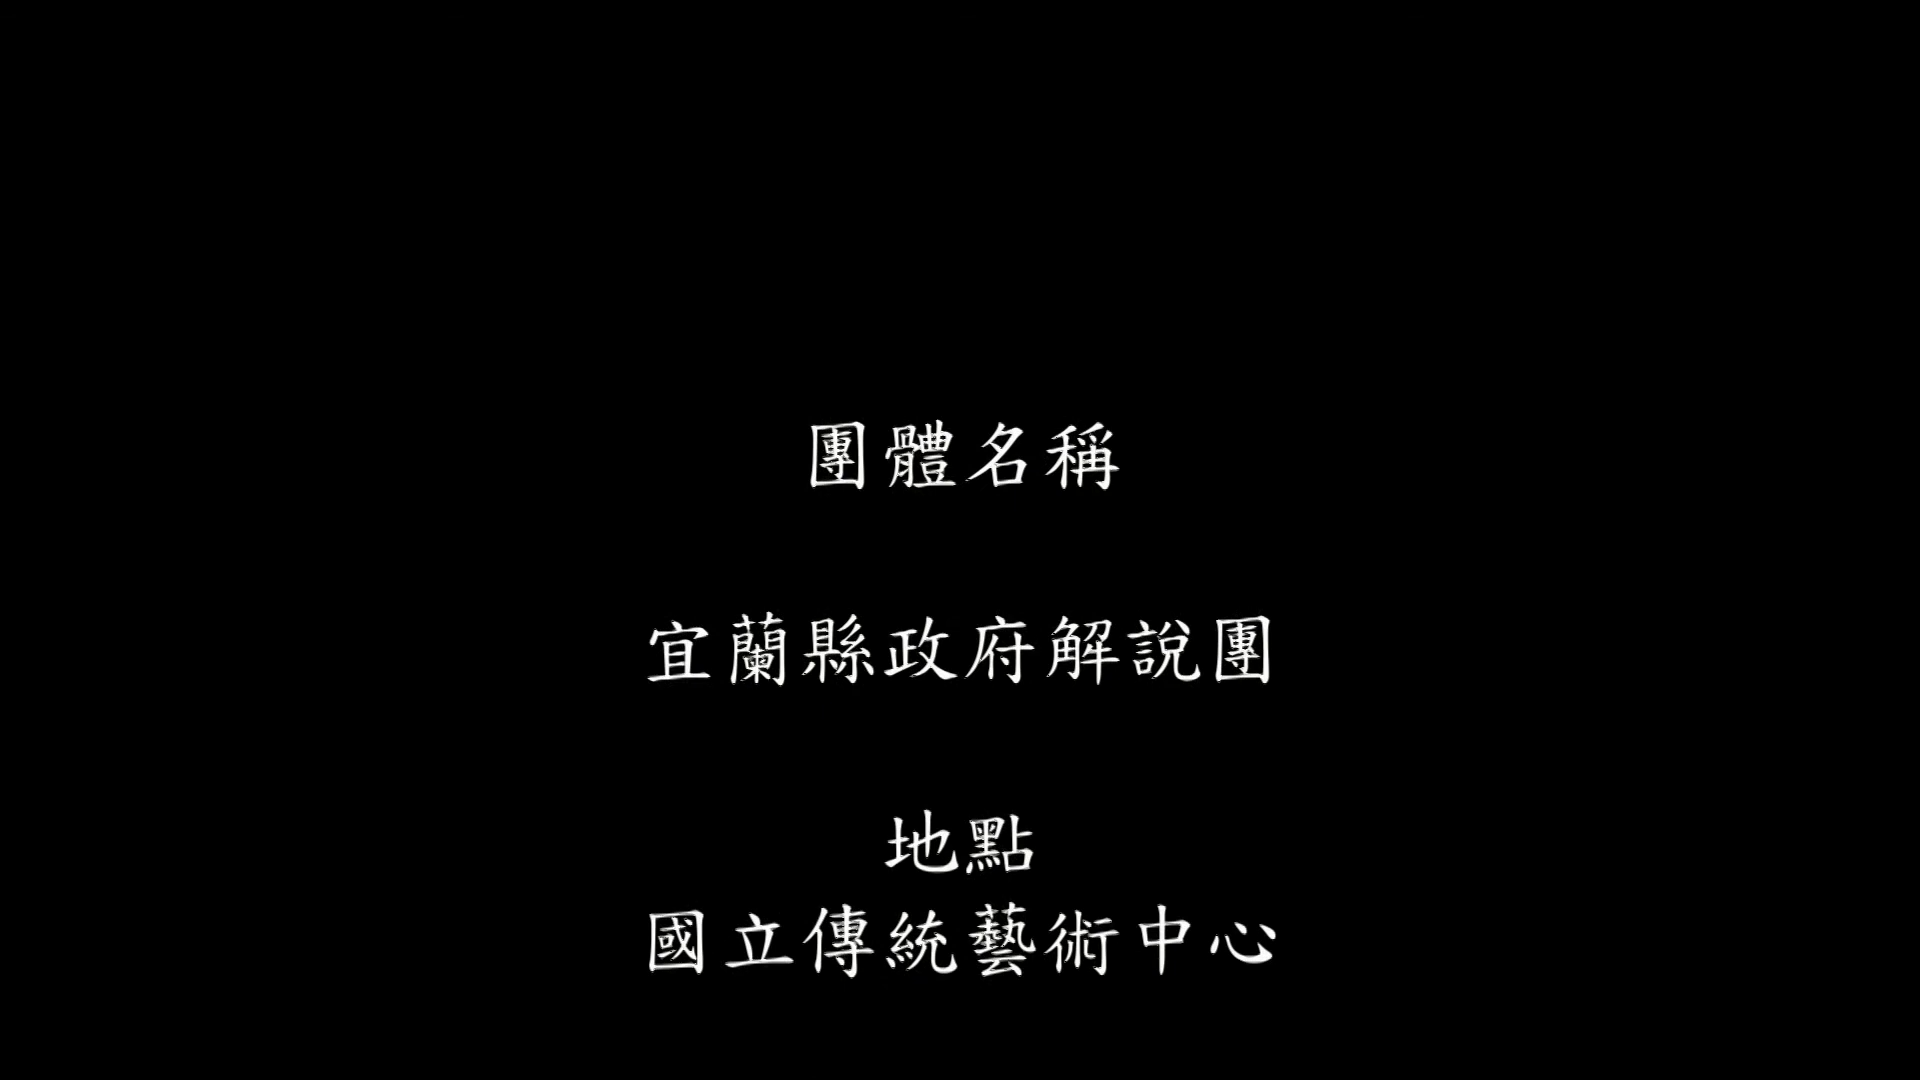 團體名稱
宜蘭縣政府解說團
地點
國立傳統藝術中心